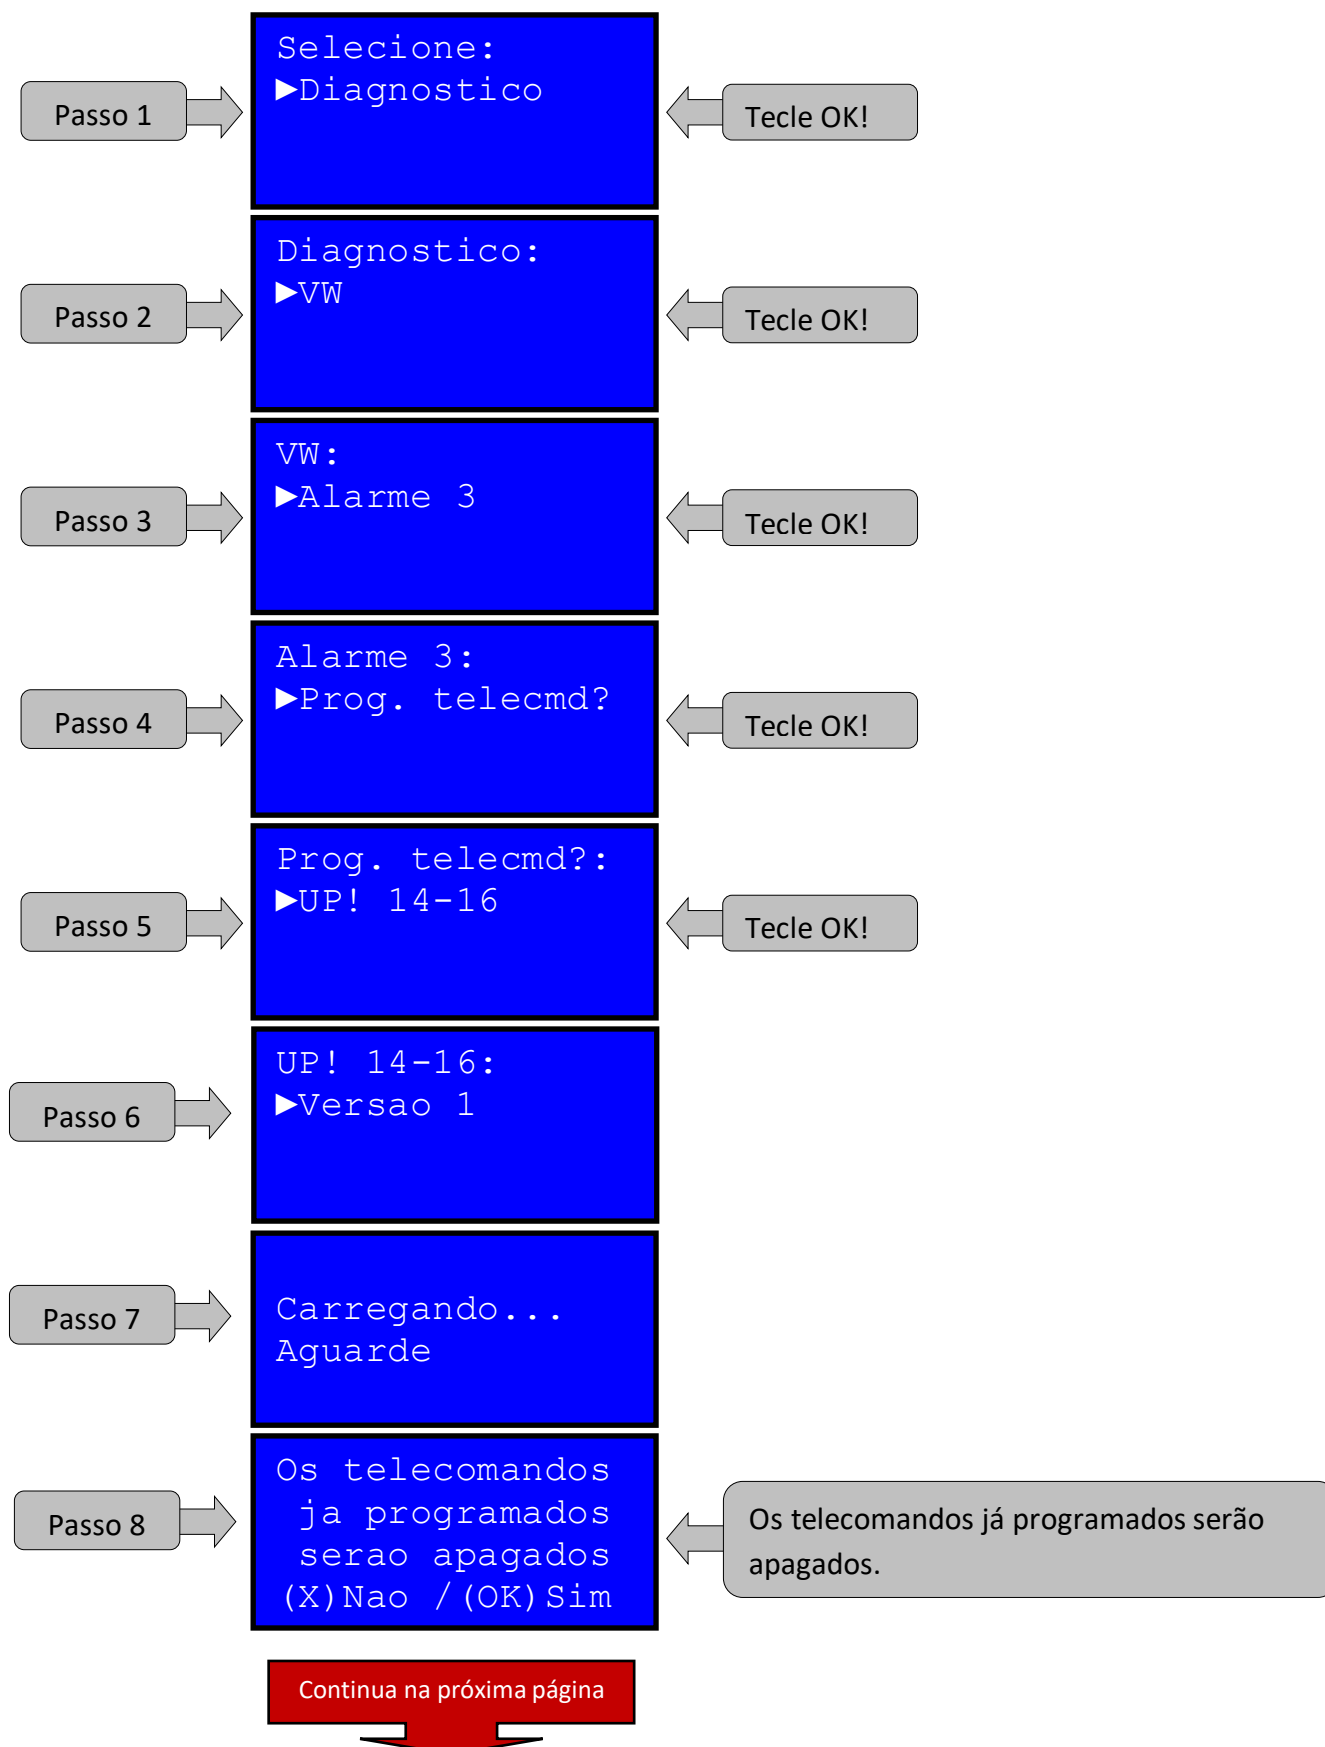 Selecione:
Passo 1
►Diagnostico
Tecle OK!
Diagnostico:
Passo 2
►VW
Tecle OK!
VW:
Passo 3
►Alarme 3
Tecle OK!
Alarme 3:
Passo 4
►Prog. telecmd?
Tecle OK!
Prog. telecmd?:
Passo 5
►UP! 14-16
Tecle OK!
UP! 14-16:
Passo 6
►Versao 1
Passo 7
Carregando...
Aguarde
Passo 8
Os telecomandos
ja programados
serao apagados
(X)Nao /(OK)Sim
Os telecomandos já programados serão
apagados.
Continua na próxima página